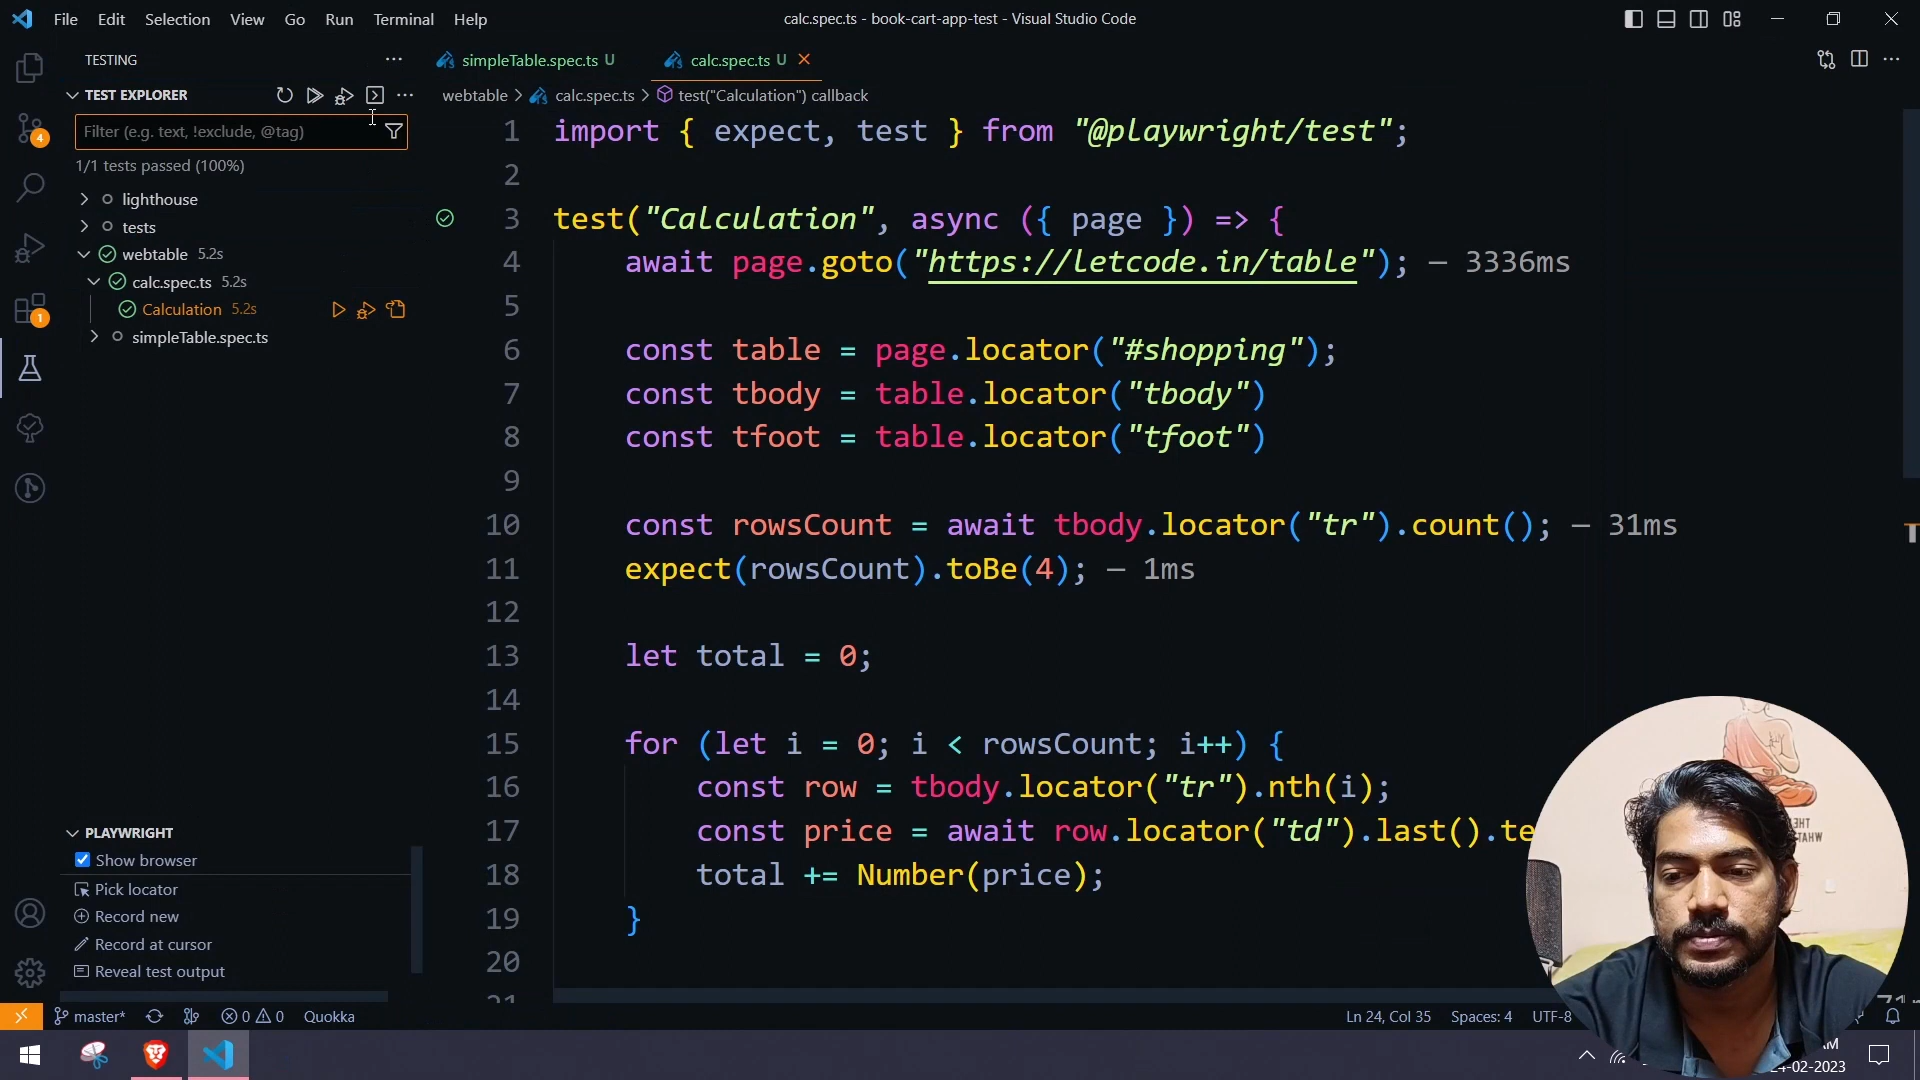 File Edit Selection View Go Run Terminal Help
calc.spec.ts - book-cart-app-test - Visual Studio Code
TESTING
simpleTable.spec.ts U
calc.spec.ts U
TEST EXPLORER
webtable > calc.spec.ts > test("Calculation") callback
Filter (e.g. text, !exclude, @tag)
1/1 tests passed (100%)
lighthouse
tests
webtable 5.2s
calc.spec.ts 5.2s
Calculation 5.2s
simpleTable.spec.ts
4
1
1 import { expect, test } from "@playwright/test";
2
3 test("Calculation", async ({ page }) => {
4 await page.goto("https://letcode.in/table"); — 3336ms
5
6 const table = page.locator("#shopping");
7 const tbody = table.locator("tbody")
8 const tfoot = table.locator("tfoot")
9
10 const rowsCount = await tbody.locator("tr").count(); — 31ms
11 expect(rowsCount).toBe(4); — 1ms
12
13 let total = 0;
14
15 for (let i = 0; i < rowsCount; i++) {
16 const row = tbody.locator("tr").nth(i);
17 const price = await row.locator("td").last().te
18 total += Number(price);
19 }
20
21
PLAYWRIGHT
Show browser
Pick locator
Record new
Record at cursor
Reveal test output
master* 0 0 Quokka
Ln 24, Col 35 Spaces: 4 UTF-8